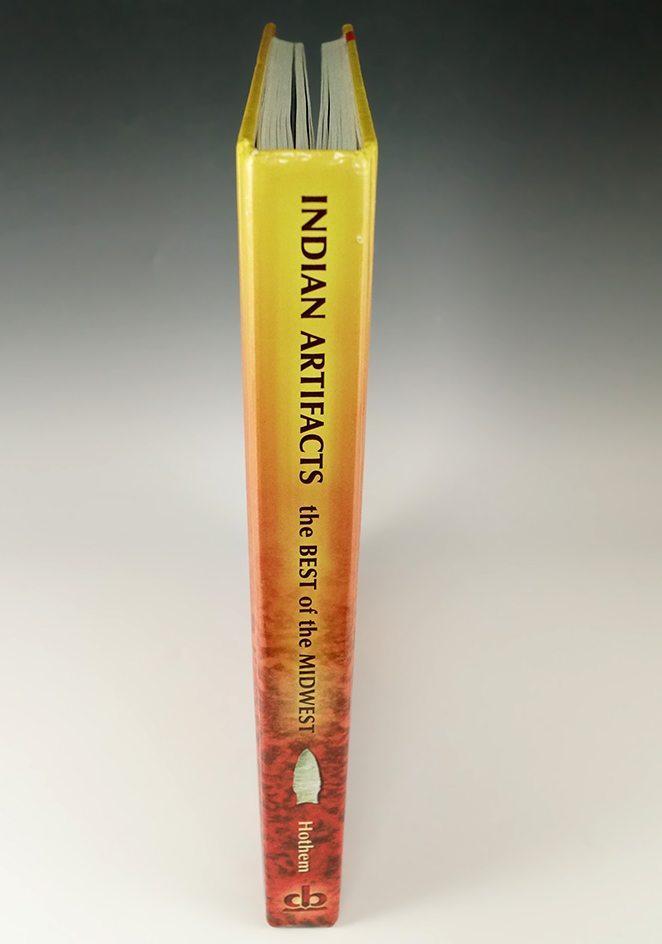 INDIAN ARTIFACTS the BEST of the MIDWEST
Hothem
cb